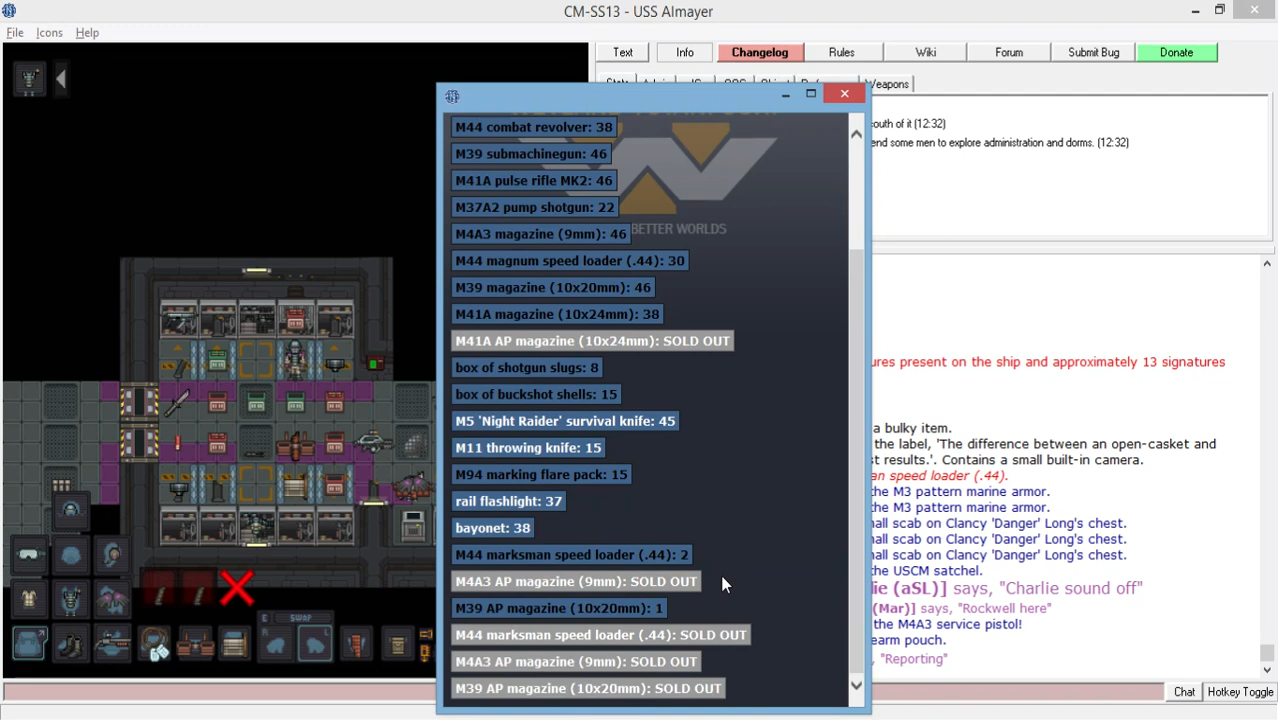 CM-SS13 - USS Almayer
File Icons Help
Text Info Changelog Rules Wiki Forum Submit Bug Donate
Weapons
outh of it (12:32)
end some men to explore administration and dorms. (12:32)
M44 combat revolver: 38
M39 submachinegun: 46
M41A pulse rifle MK2: 46
M37A2 pump shotgun: 22
BETTER WORLDS
M4A3 magazine (9mm): 46
M44 magnum speed loader (.44): 30
M39 magazine (10x20mm): 46
M41A magazine (10x24mm): 38
M41A AP magazine (10x24mm): SOLD OUT
box of shotgun slugs: 8
box of buckshot shells: 15
M5 'Night Raider' survival knife: 45
M11 throwing knife: 15
M94 marking flare pack: 15
rail flashlight: 37
bayonet: 38
M44 marksman speed loader (.44): 2
M4A3 AP magazine (9mm): SOLD OUT
M39 AP magazine (10x20mm): 1
M44 marksman speed loader (.44): SOLD OUT
M4A3 AP magazine (9mm): SOLD OUT
M39 AP magazine (10x20mm): SOLD OUT
ures present on the ship and approximately 13 signatures
a bulky item.
the label, 'The difference between an open-casket and
st results.'. Contains a small built-in camera.
an speed loader (.44).
the M3 pattern marine armor.
the M3 pattern marine armor.
hall scab on Clancy 'Danger' Long's chest.
hall scab on Clancy 'Danger' Long's chest.
hall scab on Clancy 'Danger' Long's chest.
the USCM satchel.
lie (aSL)] says, "Charlie sound off"
(Mar)] says, "Rockwell here"
the M4A3 service pistol!
earm pouch.
, "Reporting"
SWAP
Chat Hotkey Toggle